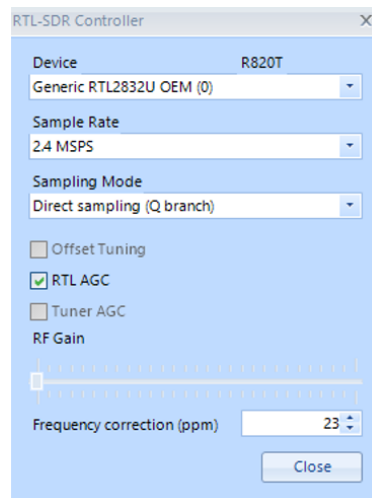 RTL-SDR Controller
Device R820T
Generic RTL2832U OEM (0)
Sample Rate
2.4 MSPS
Sampling Mode
Direct sampling (Q branch)
Offset Tuning
RTL AGC
Tuner AGC
RF Gain
Frequency correction (ppm) 23
Close